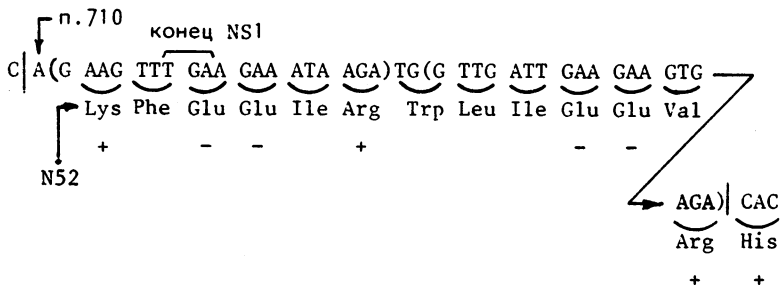 п.710
конец NS1
C|A(G AAG TTT GAA GAA ATA AGA)TG(G TTG ATT GAA GAA GTG
Lys Phe Glu Glu Ile Arg Trp Leu Ile Glu Glu Val
+ - - + - -
N52
AGA)| CAC
Arg His
+ +